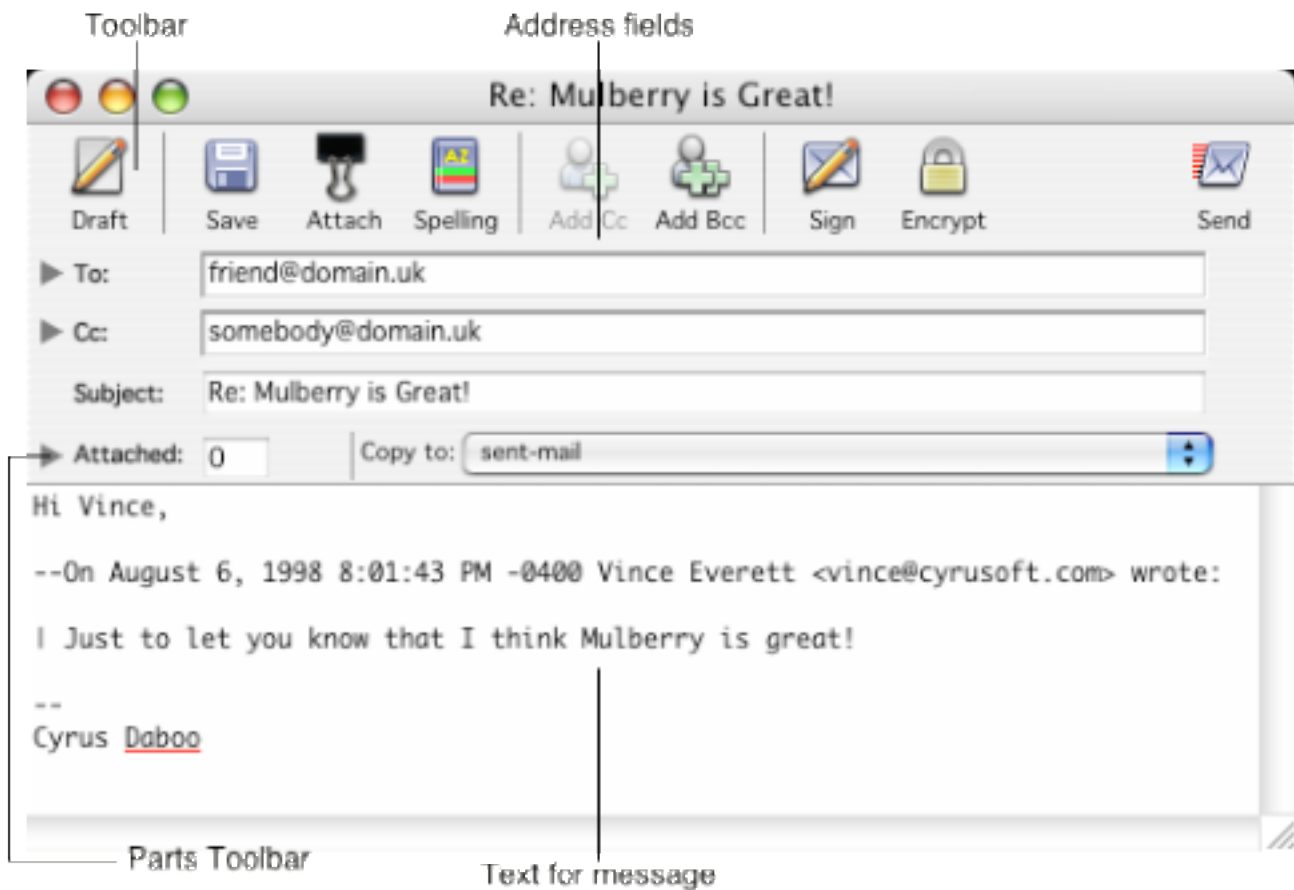 Toolbar Address fields
Re: Mulberry is Great!
Draft Save Attach Spelling Add Cc Add Bcc Sign Encrypt Send
To: friend@domain.uk
Cc: somebody@domain.uk
Subject: Re: Mulberry is Great!
Attached: 0 Copy to: sent-mail
Hi Vince,
--On August 6, 1998 8:01:43 PM -0400 Vince Everett <vince@cyrusoft.com> wrote:
| Just to let you know that I think Mulberry is great!
--
Cyrus Daboo
Parts Toolbar Text for message